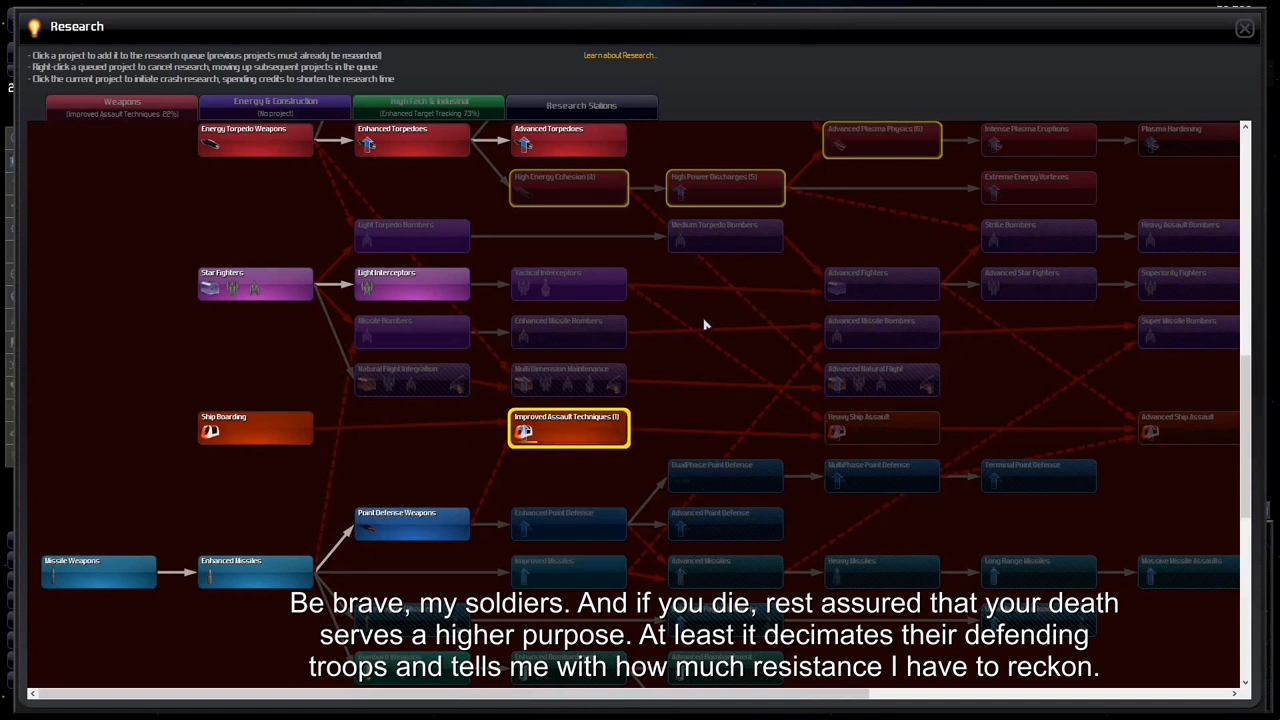 Research
- Click a project to add it to the research queue (previous projects must already be researched)
- Right-click a queued project to cancel research, moving up subsequent projects in the queue
- Click the current project to initiate crash-research, spending credits to shorten the research time
Learn about Research...
Weapons
(Improved Assault Techniques 22%)
Energy & Construction
(No project)
HighTech & Industrial
(Enhanced Target Tracking 73%)
Research Stations
Energy Torpedo Weapons
Enhanced Torpedoes
Advanced Torpedoes
Advanced Plasma Physics (6)
Intense Plasma Eruptions
Plasma Hardening
High Energy Cohesion (4)
High Power Discharges (5)
Extreme Energy Vortexes
Light Torpedo Bombers
Medium Torpedo Bombers
Strike Bombers
Heavy Assault Bombers
Star Fighters
Light Interceptors
Tactical Interceptors
Advanced Fighters
Advanced Star Fighters
Superiority Fighters
Missile Bombers
Enhanced Missile Bombers
Advanced Missile Bombers
Super Missile Bombers
Natural Flight Integration
Multi Dimension Maintenance
Advanced Natural Flight
Ship Boarding
Improved Assault Techniques (1)
Heavy Ship Assault
Advanced Ship Assault
DualPhase Point Defense
MultiPhase Point Defense
Terminal Point Defense
Point Defense Weapons
Enhanced Point Defense
Advanced Point Defense
Missile Weapons
Enhanced Missiles
Improved Missiles
Advanced Missiles
Heavy Missiles
Long Range Missiles
Massive Missile Assaults
Be brave, my soldiers. And if you die, rest assured that your death
serves a higher purpose. At least it decimates their defending
troops and tells me with how much resistance I have to reckon.